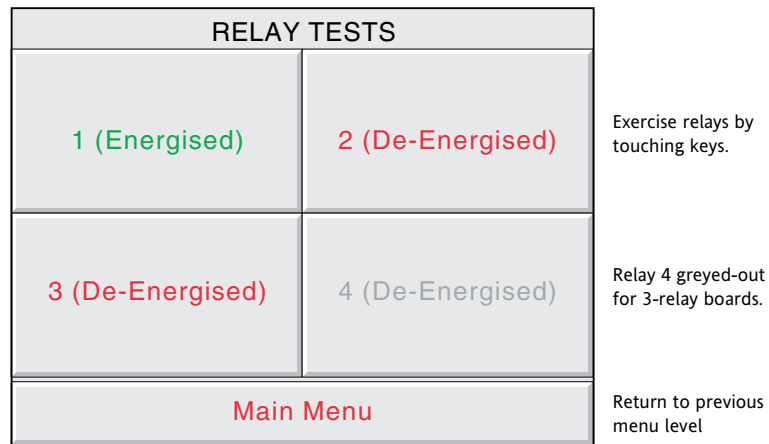 RELAY TESTS
1 (Energised)
2 (De-Energised)
Exercise relays by
touching keys.
3 (De-Energised)
4 (De-Energised)
Relay 4 greyed-out
for 3-relay boards.
Main Menu
Return to previous
menu level